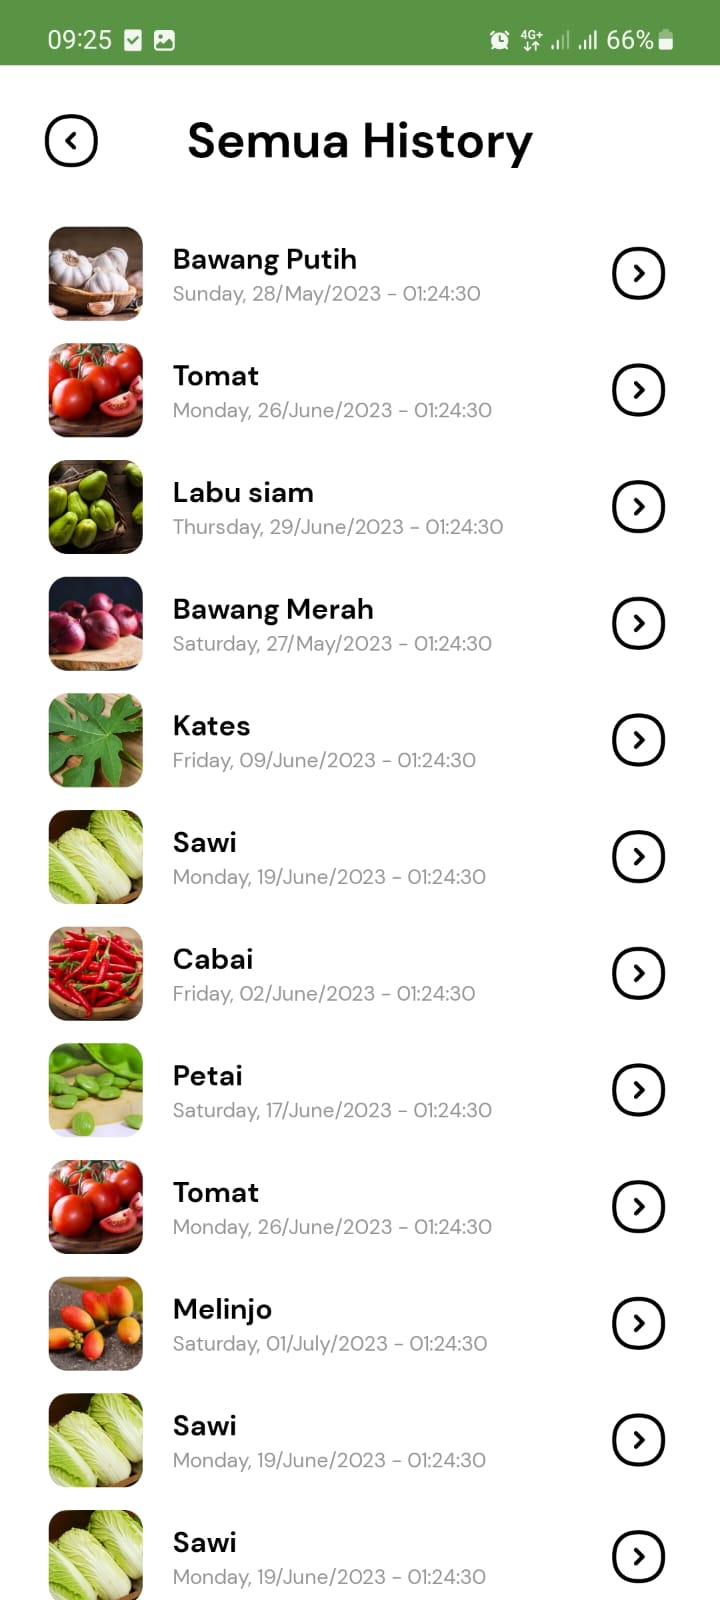 09:25 4G+ 66%
Semua History
Bawang Putih
Sunday, 28/May/2023 - 01:24:30
Tomat
Monday, 26/June/2023 - 01:24:30
Labu siam
Thursday, 29/June/2023 - 01:24:30
Bawang Merah
Saturday, 27/May/2023 - 01:24:30
Kates
Friday, 09/June/2023 - 01:24:30
Sawi
Monday, 19/June/2023 - 01:24:30
Cabai
Friday, 02/June/2023 - 01:24:30
Petai
Saturday, 17/June/2023 - 01:24:30
Tomat
Monday, 26/June/2023 - 01:24:30
Melinjo
Saturday, 01/July/2023 - 01:24:30
Sawi
Monday, 19/June/2023 - 01:24:30
Sawi
Monday, 19/June/2023 - 01:24:30